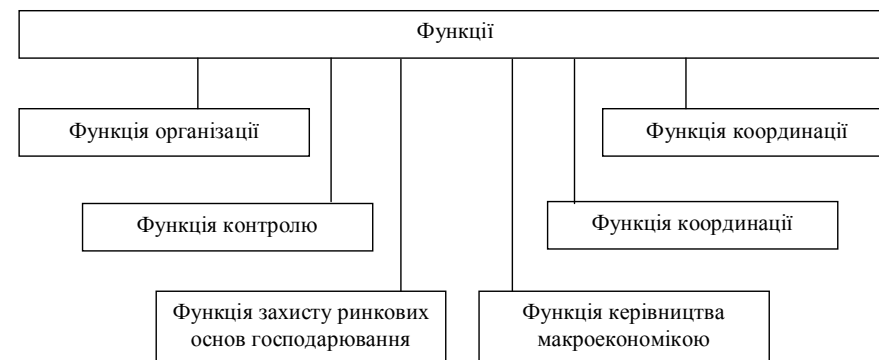 Функції
Функція організації
Функція координації
Функція контролю
Функція координації
Функція захисту ринкових
основ господарювання
Функція керівництва
макроекономікою